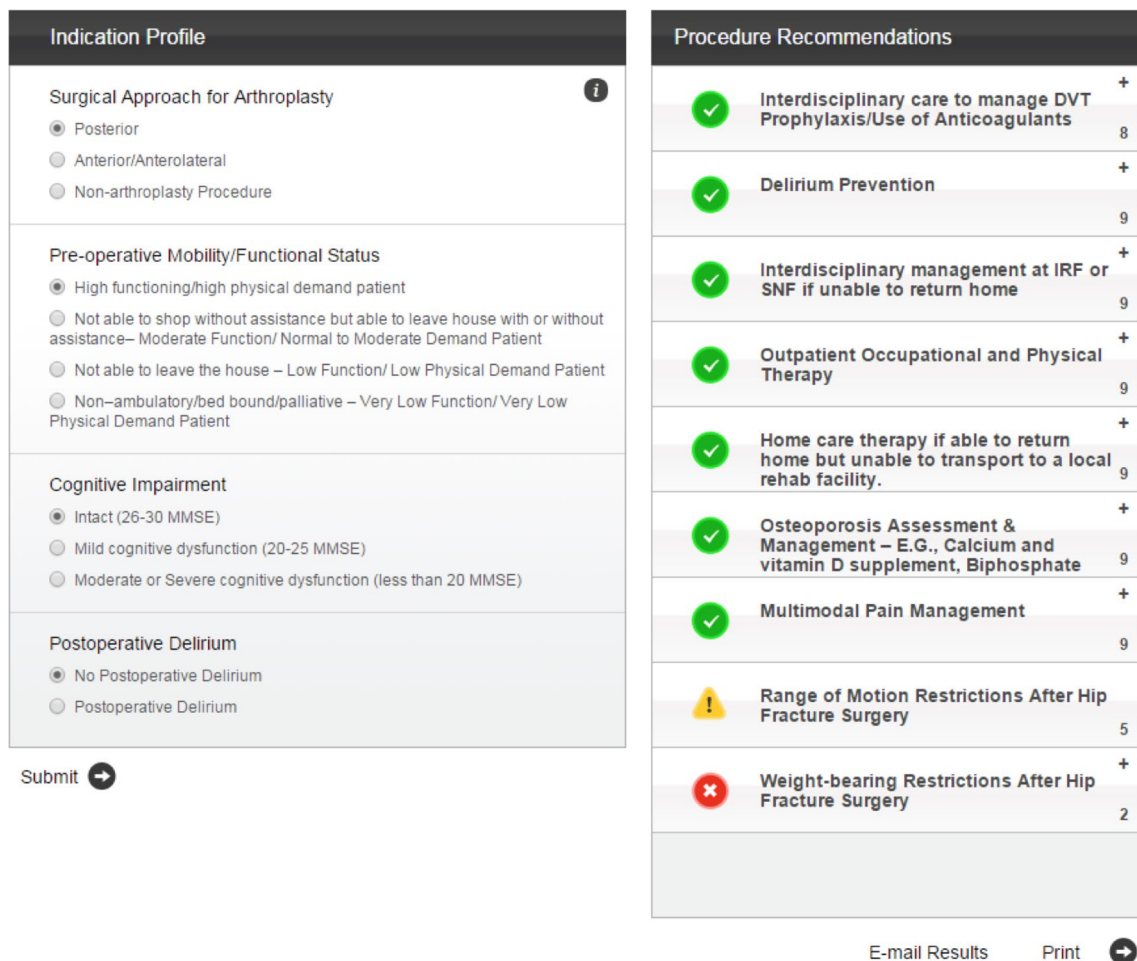 Indication Profile
Surgical Approach for Arthroplasty
i
Posterior
Anterior/Anterolateral
Non-arthroplasty Procedure
Pre-operative Mobility/Functional Status
High functioning/high physical demand patient
Not able to shop without assistance but able to leave house with or without
assistance– Moderate Function/ Normal to Moderate Demand Patient
Not able to leave the house – Low Function/ Low Physical Demand Patient
Non–ambulatory/bed bound/palliative – Very Low Function/ Very Low
Physical Demand Patient
Cognitive Impairment
Intact (26-30 MMSE)
Mild cognitive dysfunction (20-25 MMSE)
Moderate or Severe cognitive dysfunction (less than 20 MMSE)
Postoperative Delirium
No Postoperative Delirium
Postoperative Delirium
Submit
Procedure Recommendations
+
Interdisciplinary care to manage DVT
Prophylaxis/Use of Anticoagulants
8
+
Delirium Prevention
9
+
Interdisciplinary management at IRF or
SNF if unable to return home
9
+
Outpatient Occupational and Physical
Therapy
9
+
Home care therapy if able to return
home but unable to transport to a local
rehab facility.
9
+
Osteoporosis Assessment &
Management – E.G., Calcium and
vitamin D supplement, Biphosphate
9
+
Multimodal Pain Management
9
!
Range of Motion Restrictions After Hip
Fracture Surgery
5
+
Weight-bearing Restrictions After Hip
Fracture Surgery
2
E-mail Results Print